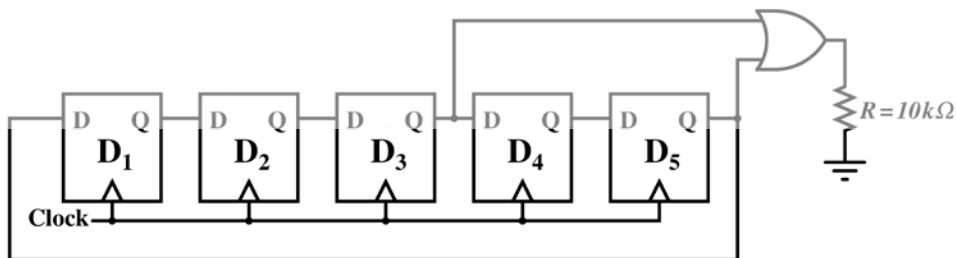 D Q D Q D Q D Q D Q
R=10kΩ
D₁ D₂ D₃ D₄ D₅
Clock